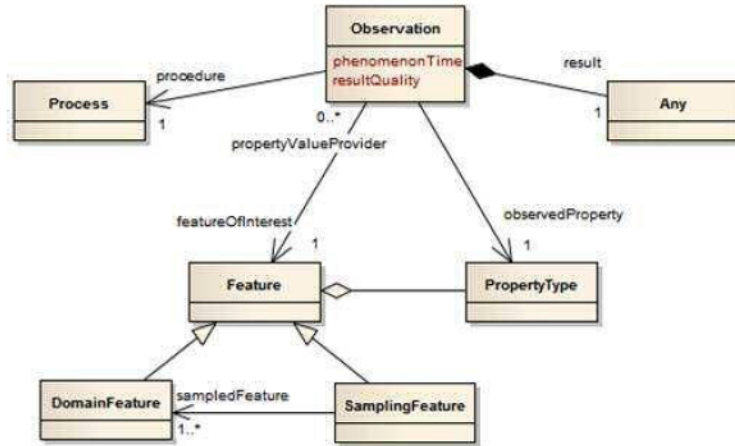 Observation
phenomenonTime
resultQuality
procedure
result
Process
Any
1
1
0..*
propertyValueProvider
featureOfInterest
observedProperty
1
1
Feature
PropertyType
DomainFeature
sampledFeature
SamplingFeature
1..*